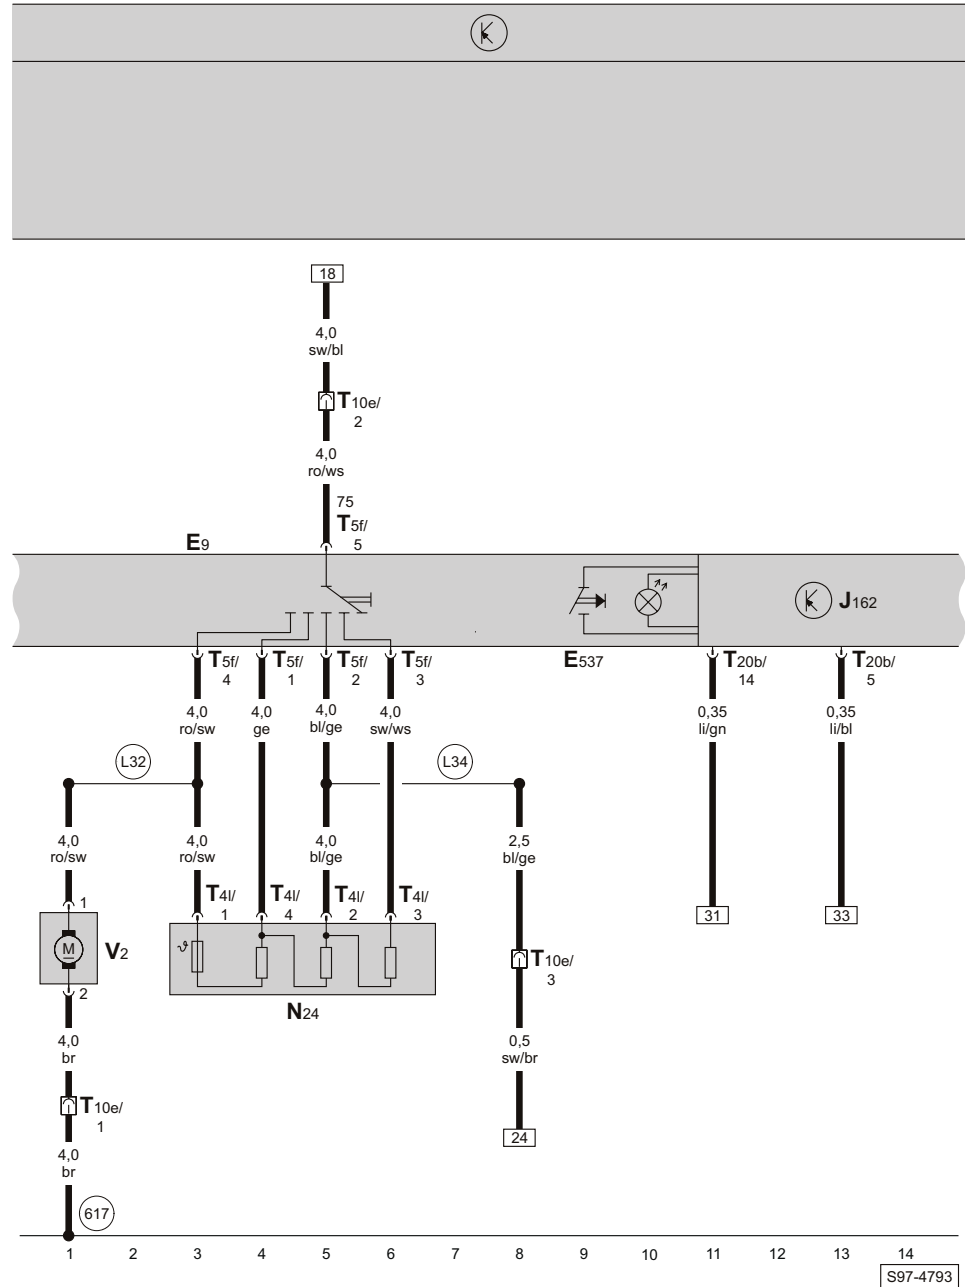 18
4,0
sw/bl
T10e/
2
4,0
ro/ws
75
T5f/
5
E9
J162
E537
T5f/
4
T5f/
1
T5f/
2
T5f/
3
T20b/
14
T20b/
5
4,0
ro/sw
4,0
ge
4,0
bl/ge
4,0
sw/ws
0,35
li/gn
0,35
li/bl
L32
L34
4,0
ro/sw
4,0
ro/sw
4,0
bl/ge
2,5
bl/ge
T4l/
1
T4l/
4
T4l/
2
T4l/
3
1
31
33
M
V2
2
N24
T10e/
3
4,0
br
0,5
sw/br
T10e/
1
24
4,0
br
617
1 2 3 4 5 6 7 8 9 10 11 12 13 14
S97-4793